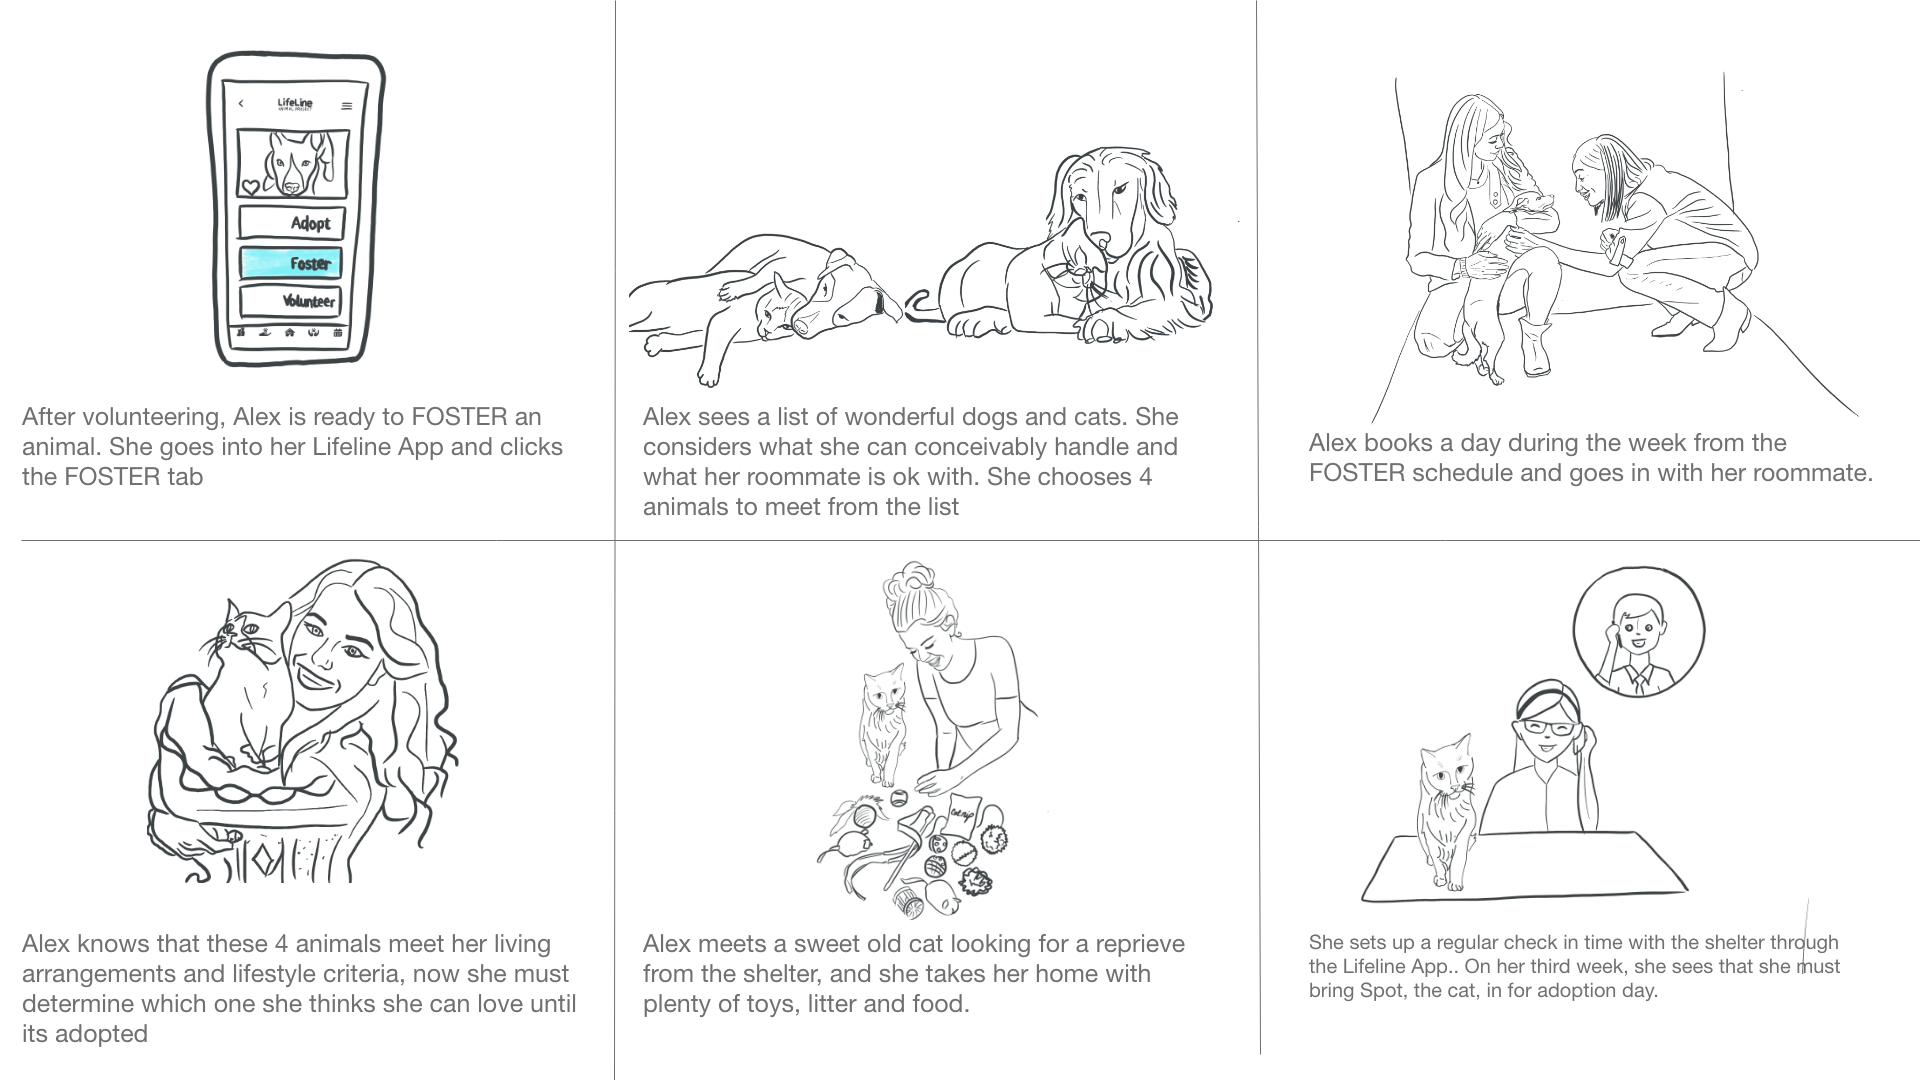 LifeLine
ANIMAL PROJECT
Adopt
Foster
Volunteer
After volunteering, Alex is ready to FOSTER an
animal. She goes into her Lifeline App and clicks
the FOSTER tab
Alex sees a list of wonderful dogs and cats. She
considers what she can conceivably handle and
what her roommate is ok with. She chooses 4
animals to meet from the list
Alex books a day during the week from the
FOSTER schedule and goes in with her roommate.
Alex knows that these 4 animals meet her living
arrangements and lifestyle criteria, now she must
determine which one she thinks she can love until
its adopted
catnip
Alex meets a sweet old cat looking for a reprieve
from the shelter, and she takes her home with
plenty of toys, litter and food.
She sets up a regular check in time with the shelter through
the Lifeline App.. On her third week, she sees that she must
bring Spot, the cat, in for adoption day.